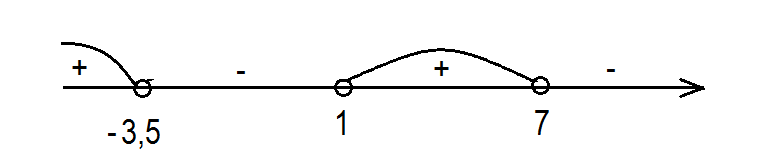 + - + -
-3,5 1 7